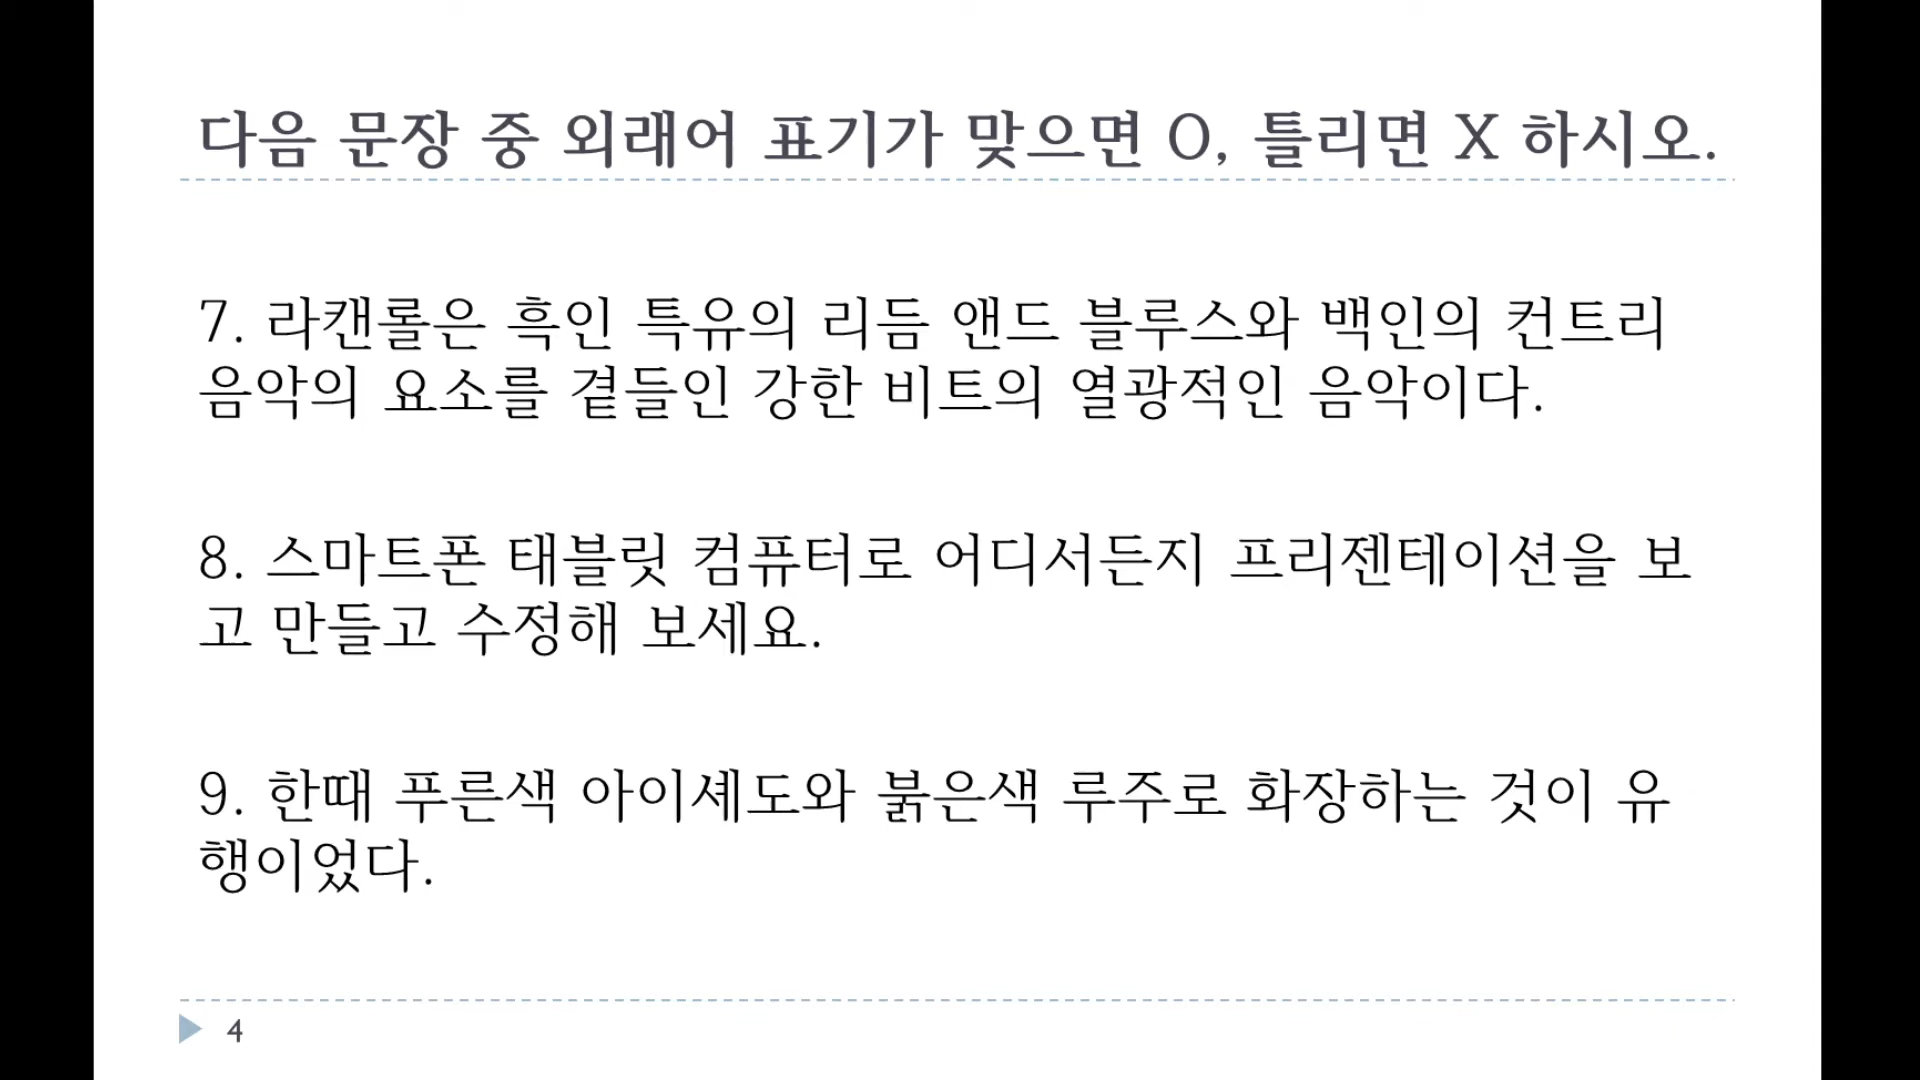 다음 문장 중 외래어 표기가 맞으면 O, 틀리면 X 하시오.
7. 라캔롤은 흑인 특유의 리듬 앤드 블루스와 백인의 컨트리
음악의 요소를 곁들인 강한 비트의 열광적인 음악이다.
8. 스마트폰 태블릿 컴퓨터로 어디서든지 프리젠테이션을 보
고 만들고 수정해 보세요.
9. 한때 푸른색 아이셰도와 붉은색 루주로 화장하는 것이 유
행이었다.
4